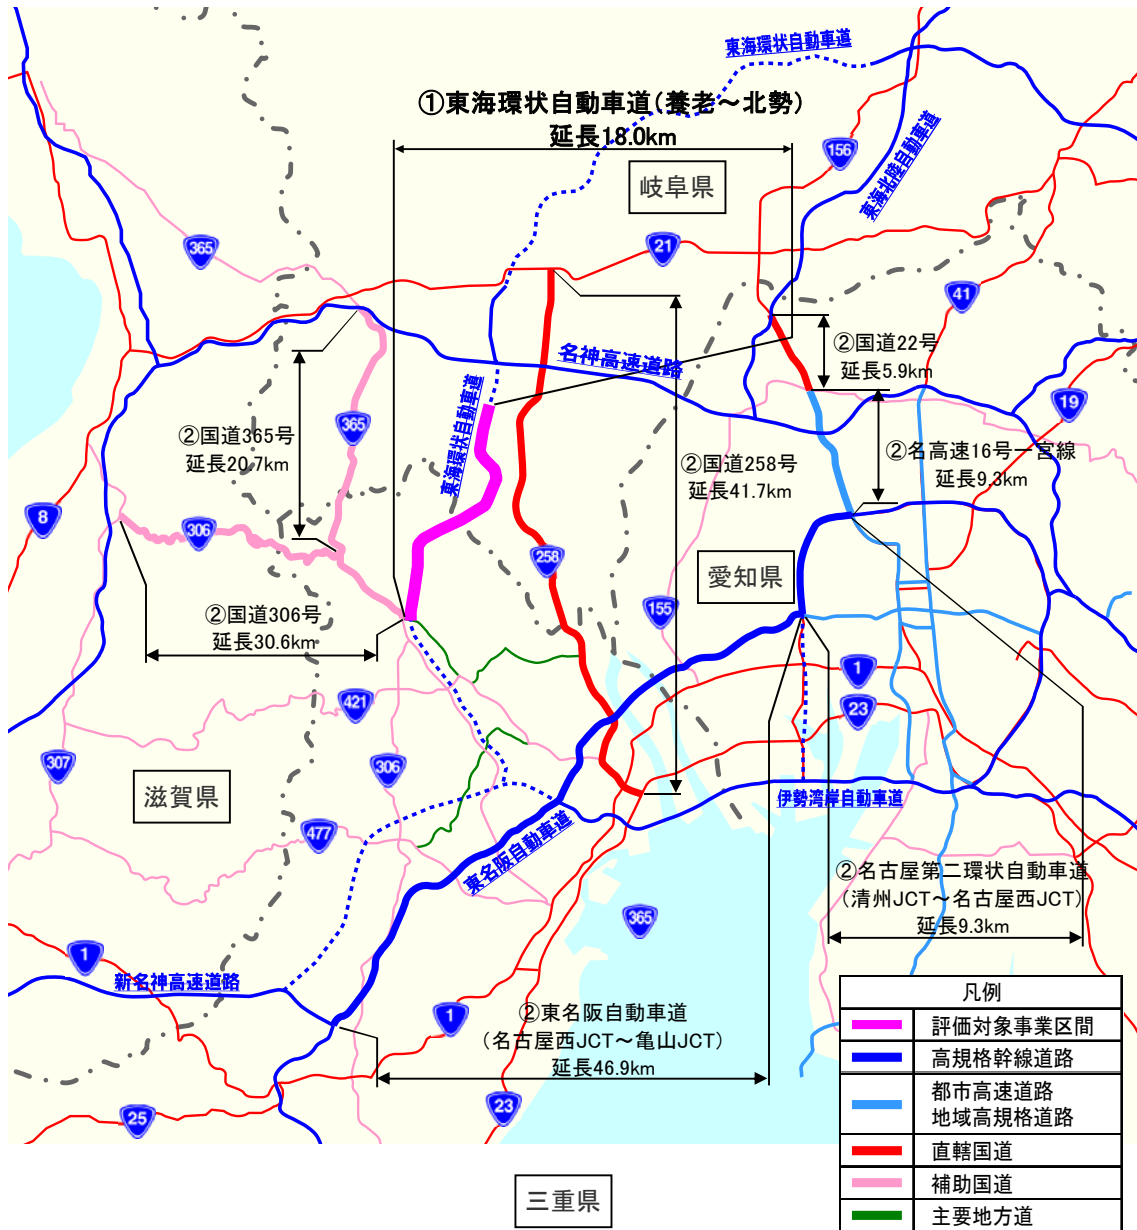 東海環状自動車道
①東海環状自動車道(養老～北勢)
延長18.0km
156
東海北陸自動車道
岐阜県
365
21
41
②国道22号
延長5.9km
名神高速道路
19
東海環状自動車道
365
②国道365号
延長20.7km
②国道258号
延長41.7km
②名高速16号一宮線
延長9.3km
8
306
258
愛知県
155
②国道306号
延長30.6km
1
421
23
307
306
滋賀県
伊勢湾岸自動車道
477
東名阪自動車道
②名古屋第二環状自動車道
(清州JCT～名古屋西JCT)
延長9.3km
365
1
新名神高速道路
1
②東名阪自動車道
(名古屋西JCT～亀山JCT)
延長46.9km
25
23
三重県
凡例
評価対象事業区間
高規格幹線道路
都市高速道路
地域高規格道路
直轄国道
補助国道
主要地方道